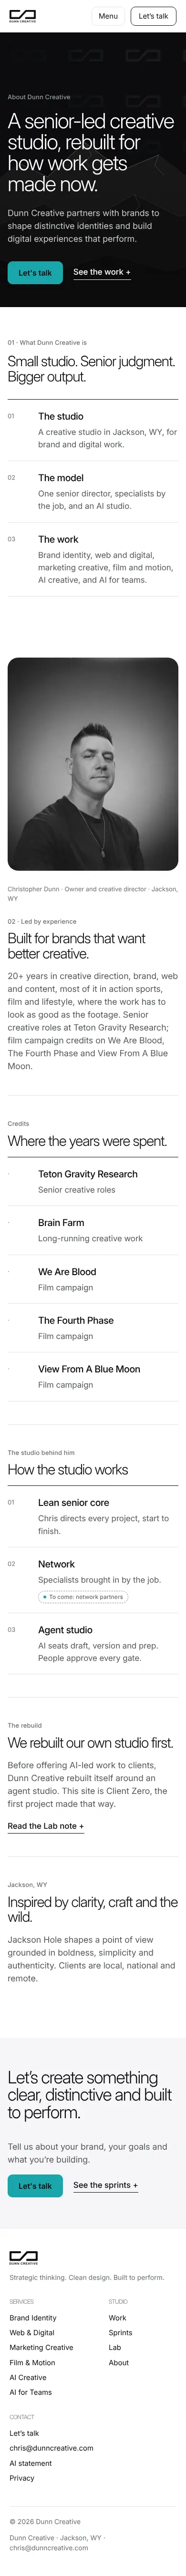 DUNN CREATIVE
Menu
Let's talk
About Dunn Creative
A senior-led creative
studio, rebuilt for
how work gets
made now.
Dunn Creative partners with brands to
shape distinctive identities and build
digital experiences that perform.
Let's talk
See the work +
01 · What Dunn Creative is
Small studio. Senior judgment.
Bigger output.
01
The studio
A creative studio in Jackson, WY, for
brand and digital work.
02
The model
One senior director, specialists by
the job, and an AI studio.
03
The work
Brand identity, web and digital,
marketing creative, film and motion,
AI creative, and AI for teams.
Christopher Dunn · Owner and creative director · Jackson,
WY
02 · Led by experience
Built for brands that want
better creative.
20+ years in creative direction, brand, web
and content, most of it in action sports,
film and lifestyle, where the work has to
look as good as the footage. Senior
creative roles at Teton Gravity Research;
film campaign credits on We Are Blood,
The Fourth Phase and View From A Blue
Moon.
Credits
Where the years were spent.
·
Teton Gravity Research
Senior creative roles
·
Brain Farm
Long-running creative work
·
We Are Blood
Film campaign
·
The Fourth Phase
Film campaign
·
View From A Blue Moon
Film campaign
The studio behind him
How the studio works
01
Lean senior core
Chris directs every project, start to
finish.
02
Network
Specialists brought in by the job.
To come: network partners
03
Agent studio
AI seats draft, version and prep.
People approve every gate.
The rebuild
We rebuilt our own studio first.
Before offering AI-led work to clients,
Dunn Creative rebuilt itself around an
agent studio. This site is Client Zero, the
first project made that way.
Read the Lab note +
Jackson, WY
Inspired by clarity, craft and the
wild.
Jackson Hole shapes a point of view
grounded in boldness, simplicity and
authenticity. Clients are local, national and
remote.
Let's create something
clear, distinctive and built
to perform.
Tell us about your brand, your goals and
what you're building.
Let's talk
See the sprints +
DUNN CREATIVE
Strategic thinking. Clean design. Built to perform.
SERVICES
Brand Identity
Web & Digital
Marketing Creative
Film & Motion
AI Creative
AI for Teams
STUDIO
Work
Sprints
Lab
About
CONTACT
Let's talk
chris@dunncreative.com
AI statement
Privacy
© 2026 Dunn Creative
Dunn Creative · Jackson, WY ·
chris@dunncreative.com